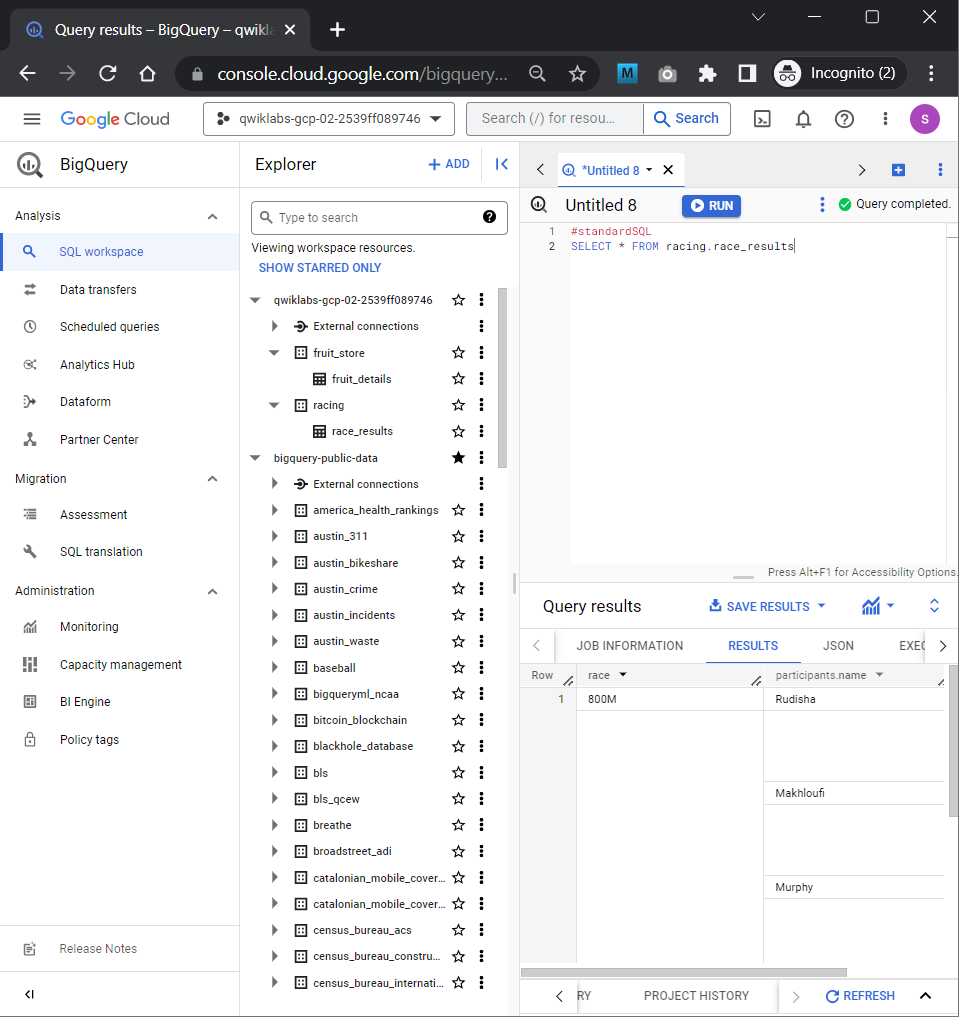 Query results – BigQuery – qwikla
console.cloud.google.com/bigquery...
M
Incognito (2)
Google Cloud
qwiklabs-gcp-02-2539ff089746
Search (/) for resou...
Search
S
BigQuery
Analysis
SQL workspace
Data transfers
Scheduled queries
Analytics Hub
Dataform
Partner Center
Migration
Assessment
SQL translation
Administration
Monitoring
Capacity management
BI Engine
Policy tags
Release Notes
Explorer
+ ADD
Type to search
Viewing workspace resources.
SHOW STARRED ONLY
qwiklabs-gcp-02-2539ff089746
External connections
fruit_store
fruit_details
racing
race_results
bigquery-public-data
External connections
america_health_rankings
austin_311
austin_bikeshare
austin_crime
austin_incidents
austin_waste
baseball
bigqueryml_ncaa
bitcoin_blockchain
blackhole_database
bls
bls_qcew
breathe
broadstreet_adi
catalonian_mobile_cover...
catalonian_mobile_cover...
census_bureau_acs
census_bureau_constru...
census_bureau_internati...
*Untitled 8
Untitled 8
RUN
Query completed.
1 #standardSQL
2 SELECT * FROM racing.race_results
Press Alt+F1 for Accessibility Options.
Query results
SAVE RESULTS
JOB INFORMATION RESULTS JSON EXEC
Row race participants.name
1 800M Rudisha
Makhloufi
Murphy
RY PROJECT HISTORY REFRESH